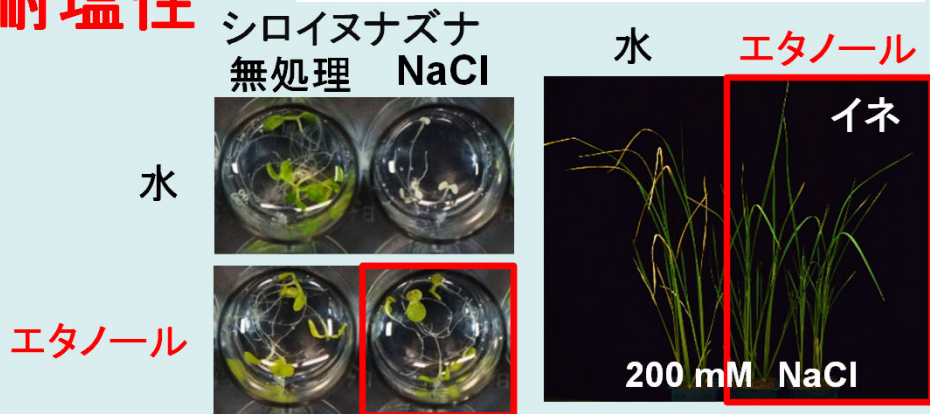 耐塩性
シロイヌナズナ
無処理 NaCl
水
エタノール
水 エタノール
イネ
200 mM NaCl